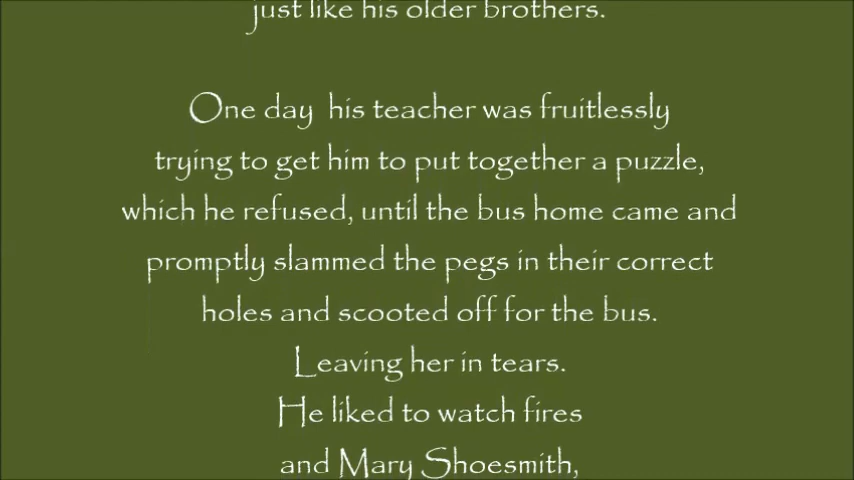 just like his older brothers.
One day his teacher was fruitlessly
trying to get him to put together a puzzle,
which he refused, until the bus home came and
promptly slammed the pegs in their correct
holes and scooted off for the bus.
Leaving her in tears.
He liked to watch fires
and Mary Shoesmith,